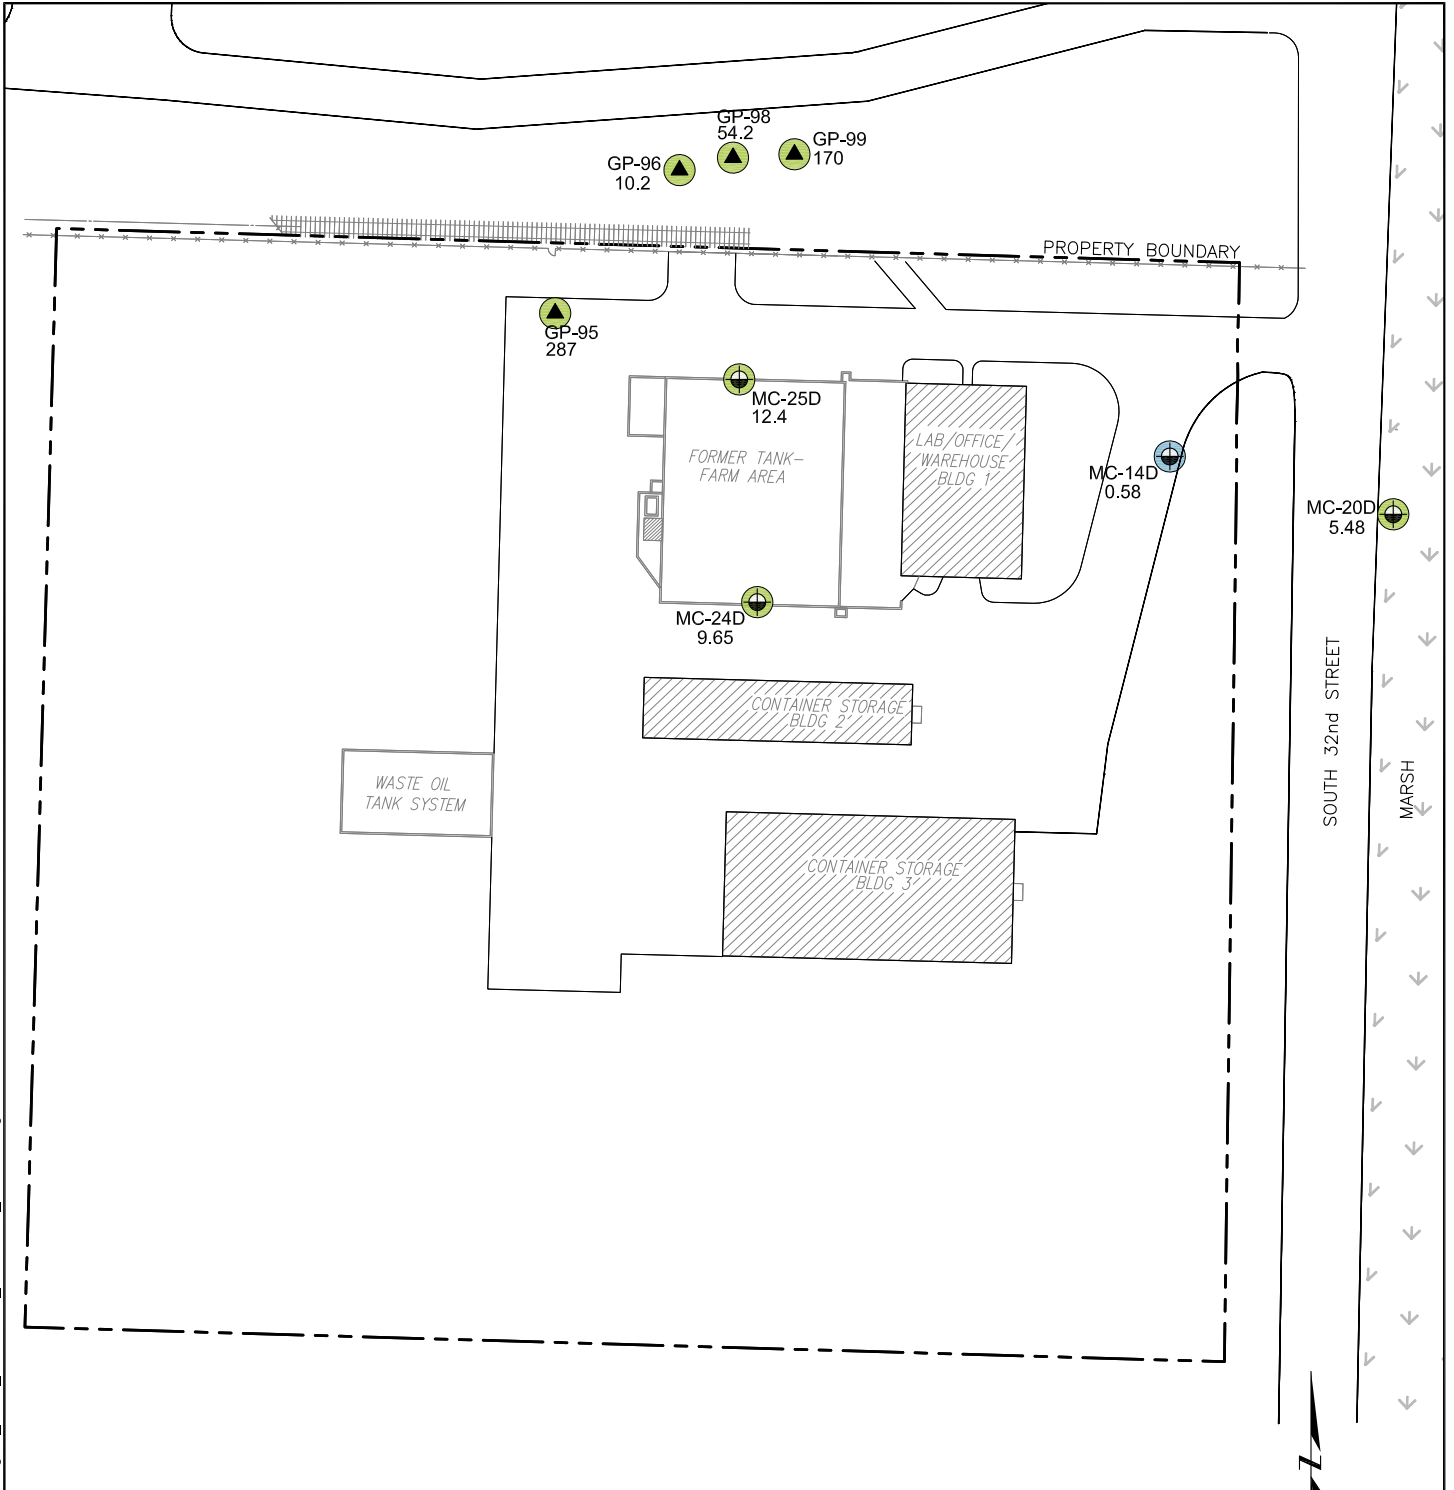 GP-98
54.2
GP-99
170
GP-96
10.2
PROPERTY BOUNDARY
GP-95
287
MC-25D
12.4
FORMER TANK-
FARM AREA
LAB/OFFICE/
WAREHOUSE
BLDG 1
MC-14D
0.58
MC-20D
5.48
MC-24D
9.65
CONTAINER STORAGE
BLDG 2
WASTE OIL
TANK SYSTEM
CONTAINER STORAGE
BLDG 3
SOUTH 32nd STREET
MARSH
N